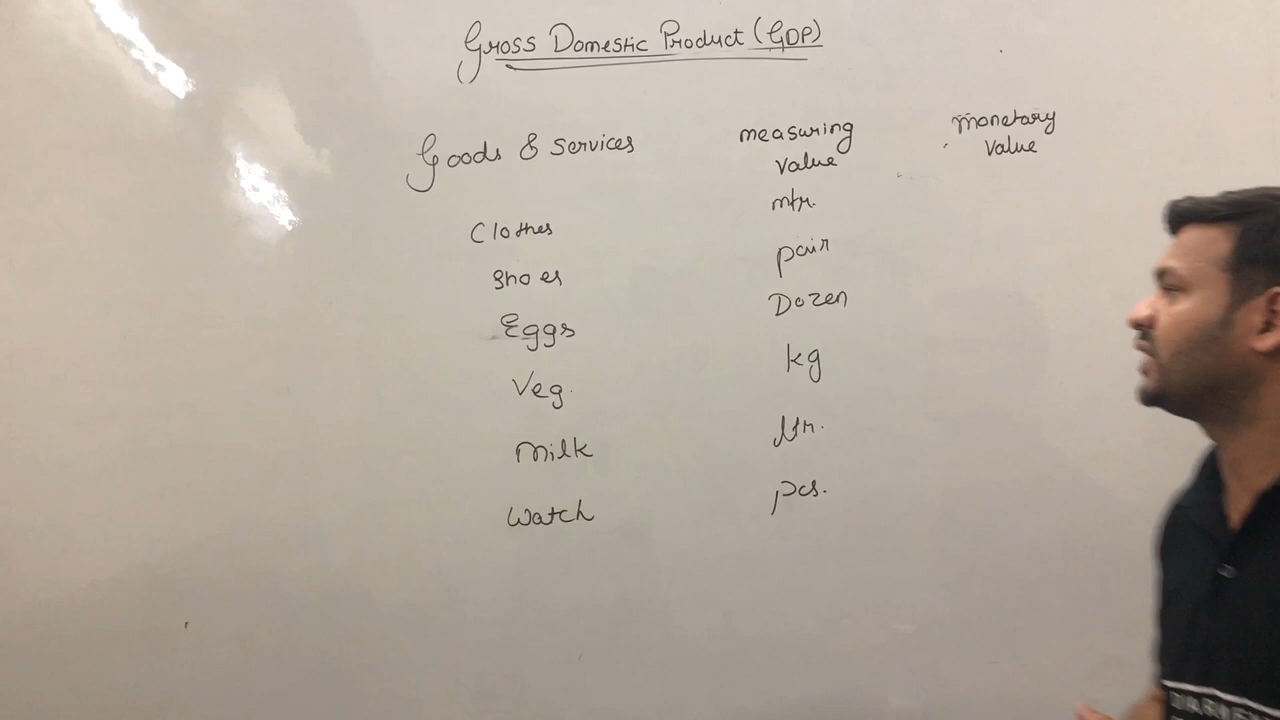 Gross Domestic Product (GDP)
Goods & services measuring value monetary value
Clothes mtr.
Shoes pair
Eggs Dozen
Veg. kg
Milk ltr.
Watch pcs.